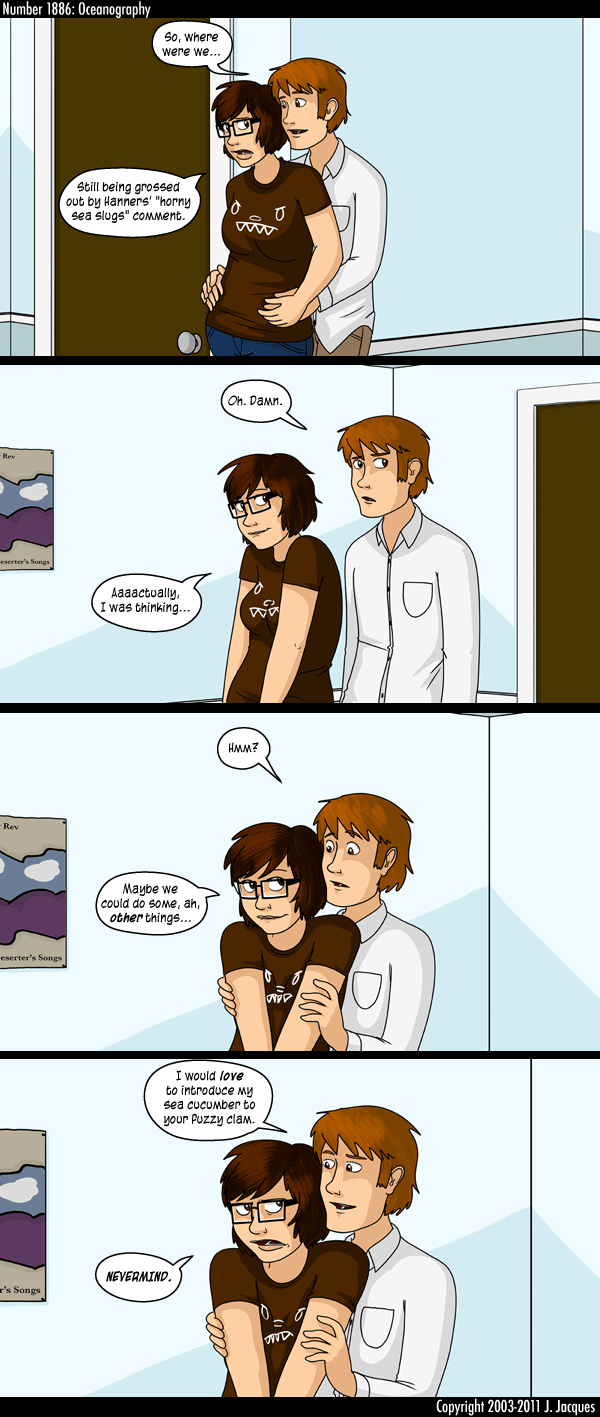 Number 1886: Oceanography
So, where
were we...
Still being grossed
out by Hanners' "horny
sea slugs" comment.
Oh. Damn.
Rev
eserter's Songs
Aaaactually,
I was thinking...
Hmm?
Rev
eserter's Songs
Maybe we
could do some, ah,
other things...
I would love
to introduce my
sea cucumber to
your fuzzy clam.
r's Songs
NEVERMIND.
Copyright 2003-2011 J. Jacques